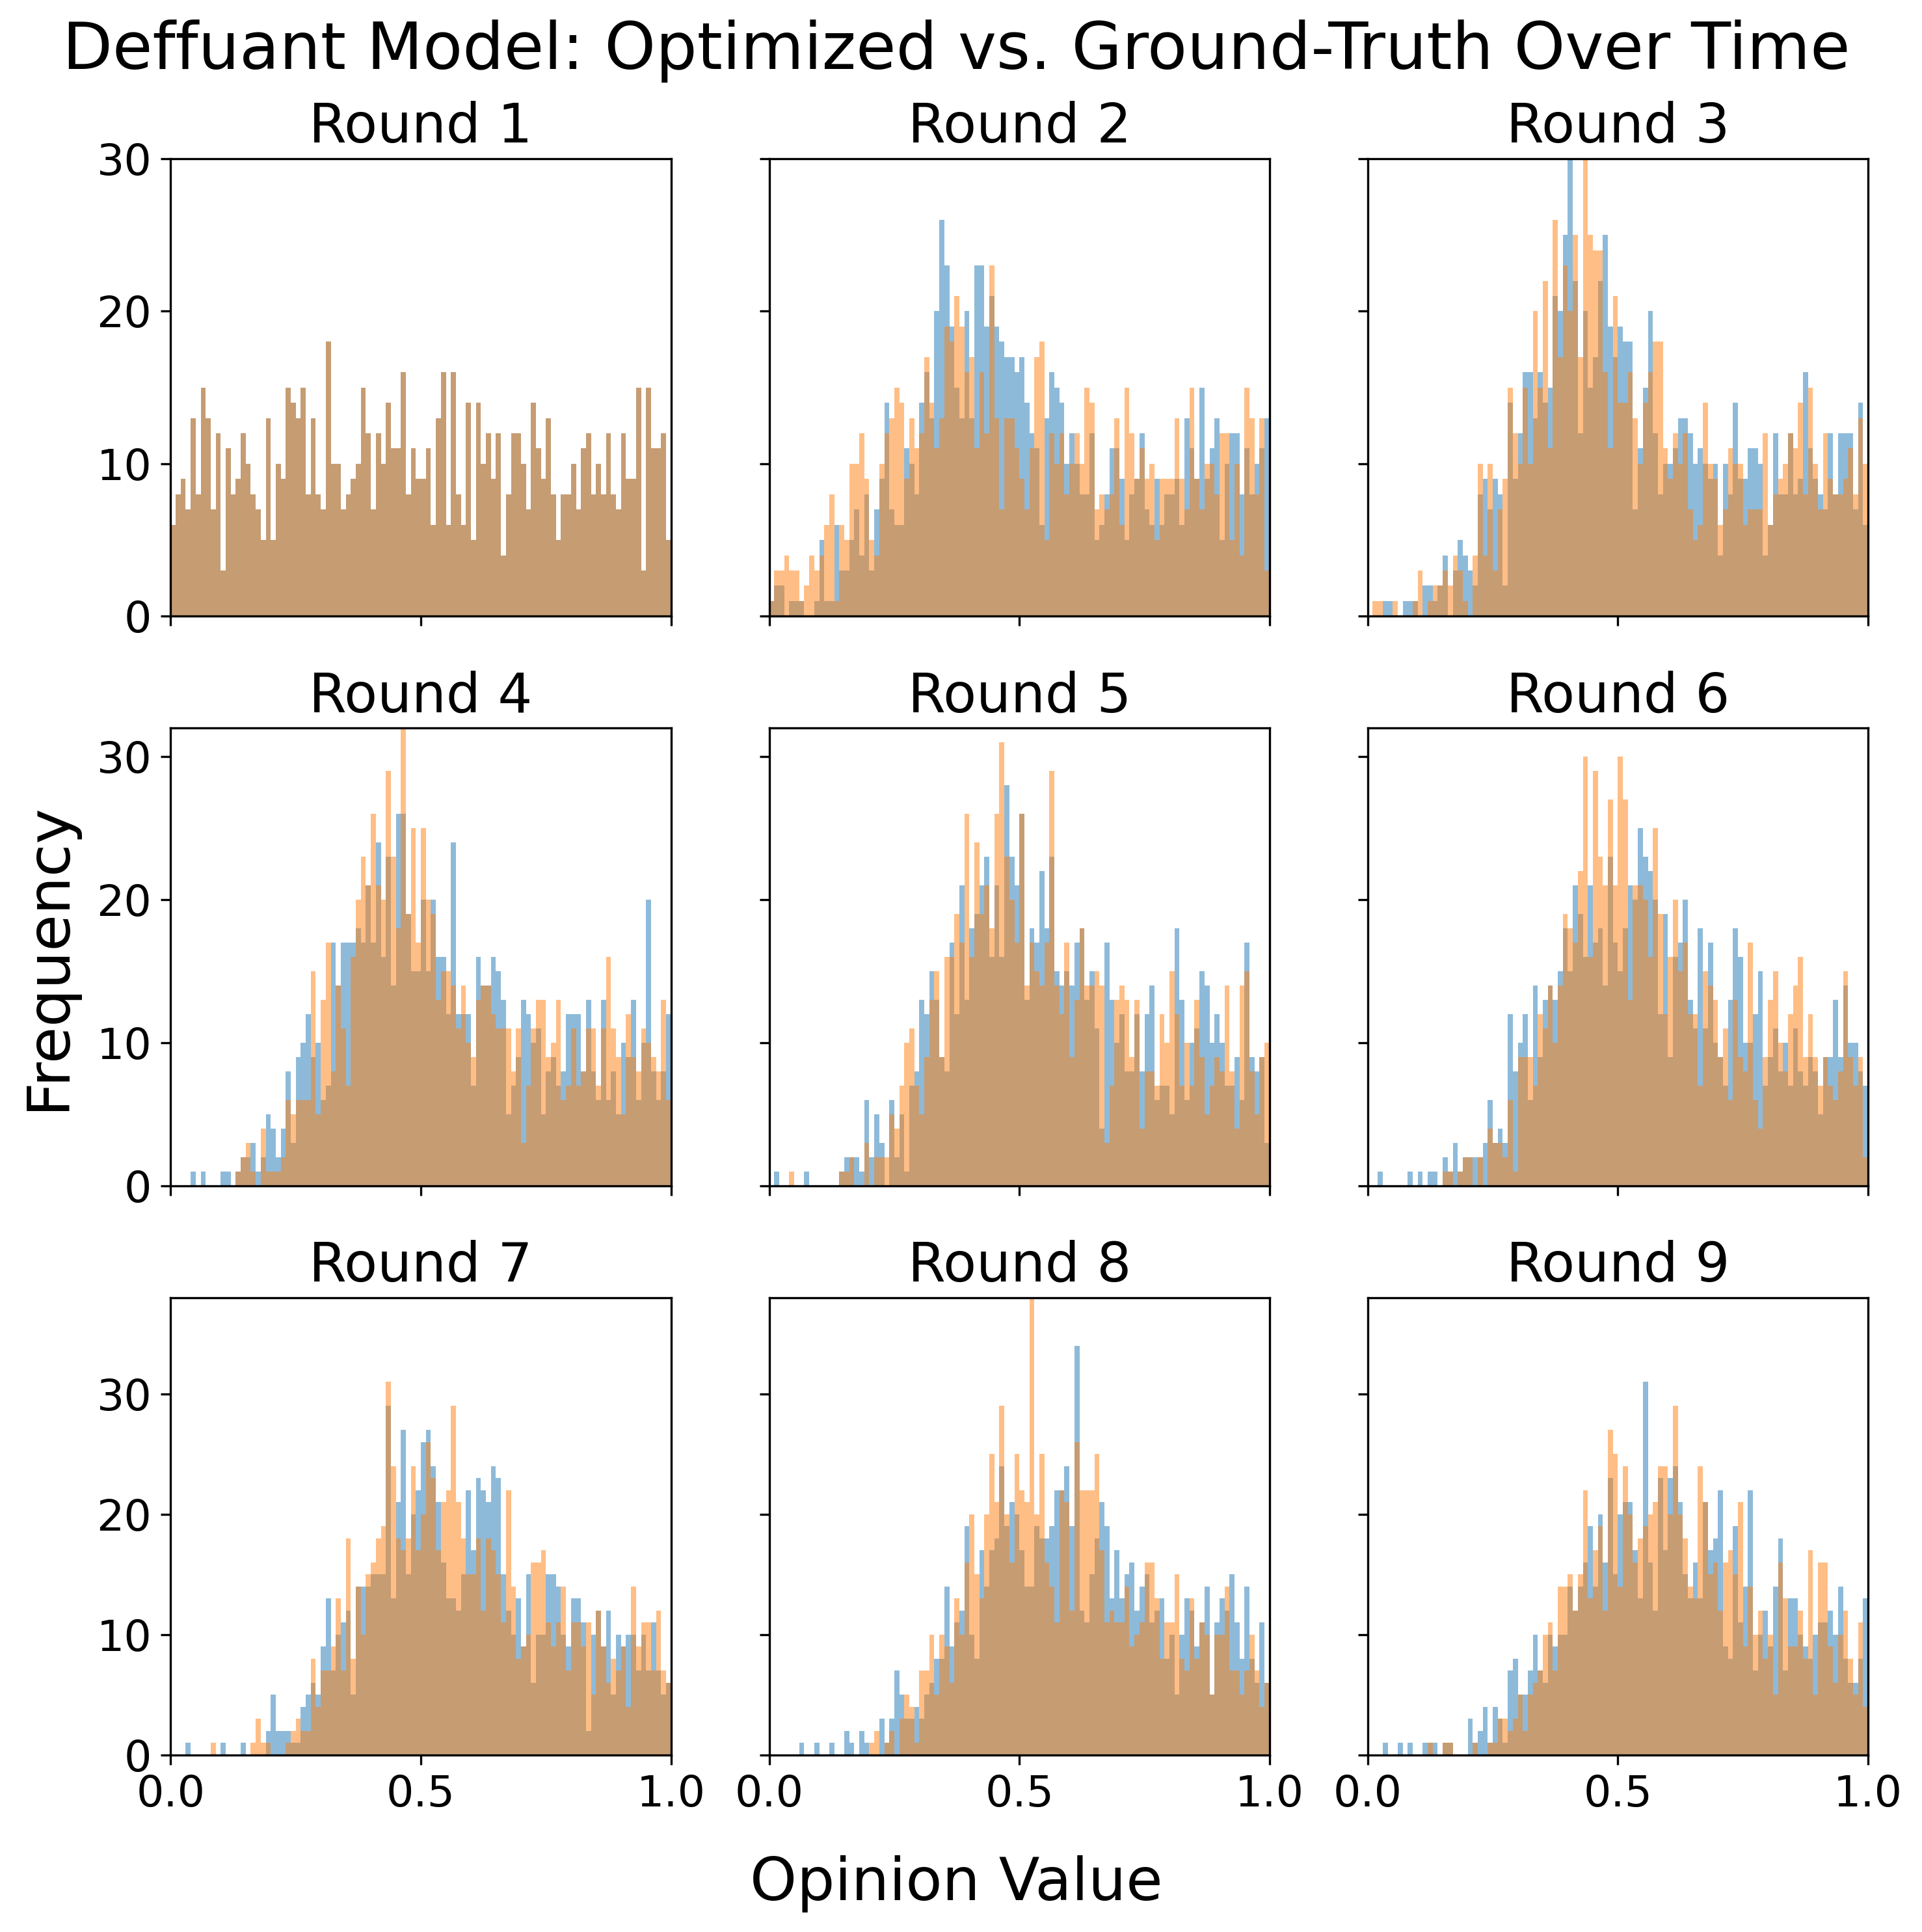 Deffuant Model: Optimized vs. Ground-Truth Over Time
Round 1
Round 2
Round 3
30
20
10
0
Round 4
Round 5
Round 6
30
20
10
0
Frequency
Round 7
Round 8
Round 9
30
20
10
0
0.0 0.5 1.0 0.0 0.5 1.0 0.0 0.5 1.0
Opinion Value